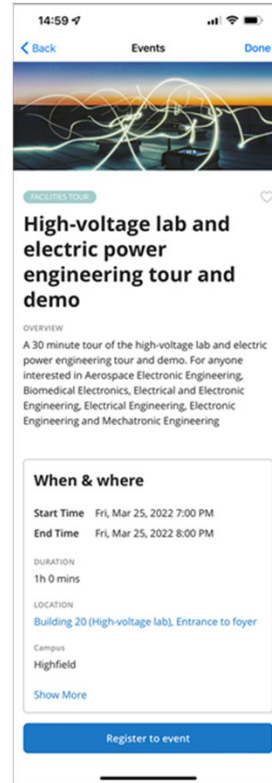 14:59
Back
Events
Done
FACILITIES TOUR
High-voltage lab and
electric power
engineering tour and
demo
OVERVIEW
A 30 minute tour of the high-voltage lab and electric
power engineering tour and demo. For anyone
interested in Aerospace Electronic Engineering,
Biomedical Electronics, Electrical and Electronic
Engineering, Electrical Engineering, Electronic
Engineering and Mechatronic Engineering
When & where
Start Time Fri, Mar 25, 2022 7:00 PM
End Time Fri, Mar 25, 2022 8:00 PM
DURATION
1h 0 mins
LOCATION
Building 20 (High-voltage lab), Entrance to foyer
Campus
Highfield
Show More
Register to event